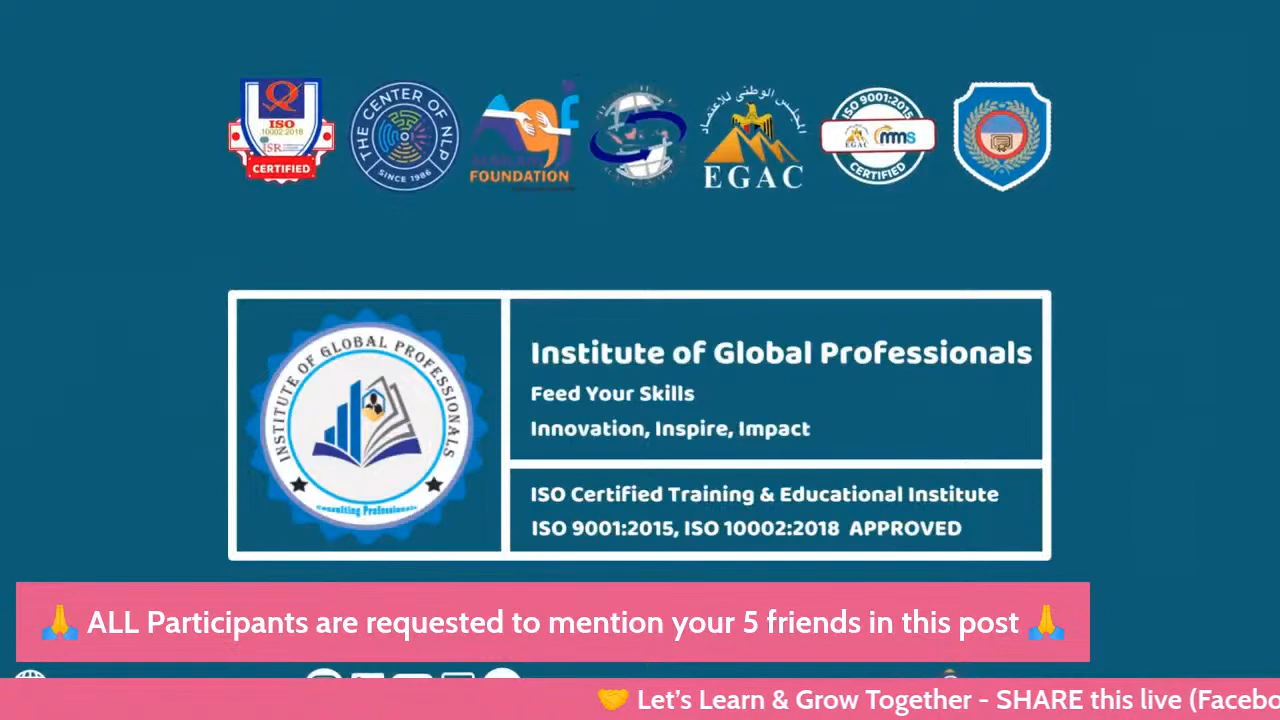 ISO
10002:2018
CERTIFIED
THE CENTER OF NLP
SINCE 1986
FOUNDATION
المجلس الوطني للاعتماد
EGAC
ISO 9001:2015
EGAC
mms
CERTIFIED
INSTITUTE OF GLOBAL PROFESSIONALS
Consulting Professionals
Institute of Global Professionals
Feed Your Skills
Innovation, Inspire, Impact
ISO Certified Training & Educational Institute
ISO 9001:2015, ISO 10002:2018 APPROVED
🙏 ALL Participants are requested to mention your 5 friends in this post 🙏
🤝 Let's Learn & Grow Together - SHARE this live (Facebo